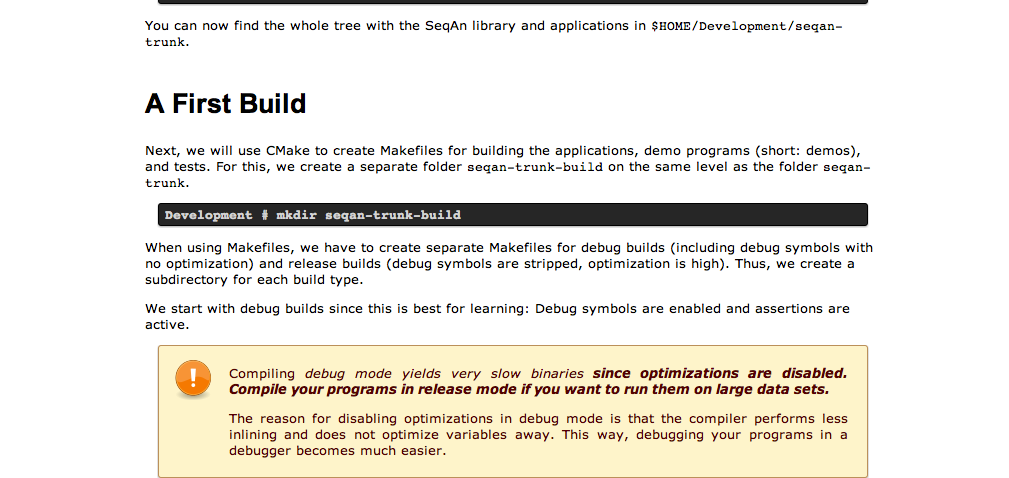 You can now find the whole tree with the SeqAn library and applications in $HOME/Development/seqan-
trunk.
A First Build
Next, we will use CMake to create Makefiles for building the applications, demo programs (short: demos),
and tests. For this, we create a separate folder seqan-trunk-build on the same level as the folder seqan-
trunk.
Development # mkdir seqan-trunk-build
When using Makefiles, we have to create separate Makefiles for debug builds (including debug symbols with
no optimization) and release builds (debug symbols are stripped, optimization is high). Thus, we create a
subdirectory for each build type.
We start with debug builds since this is best for learning: Debug symbols are enabled and assertions are
active.
Compiling debug mode yields very slow binaries since optimizations are disabled.
Compile your programs in release mode if you want to run them on large data sets.
The reason for disabling optimizations in debug mode is that the compiler performs less
inlining and does not optimize variables away. This way, debugging your programs in a
debugger becomes much easier.